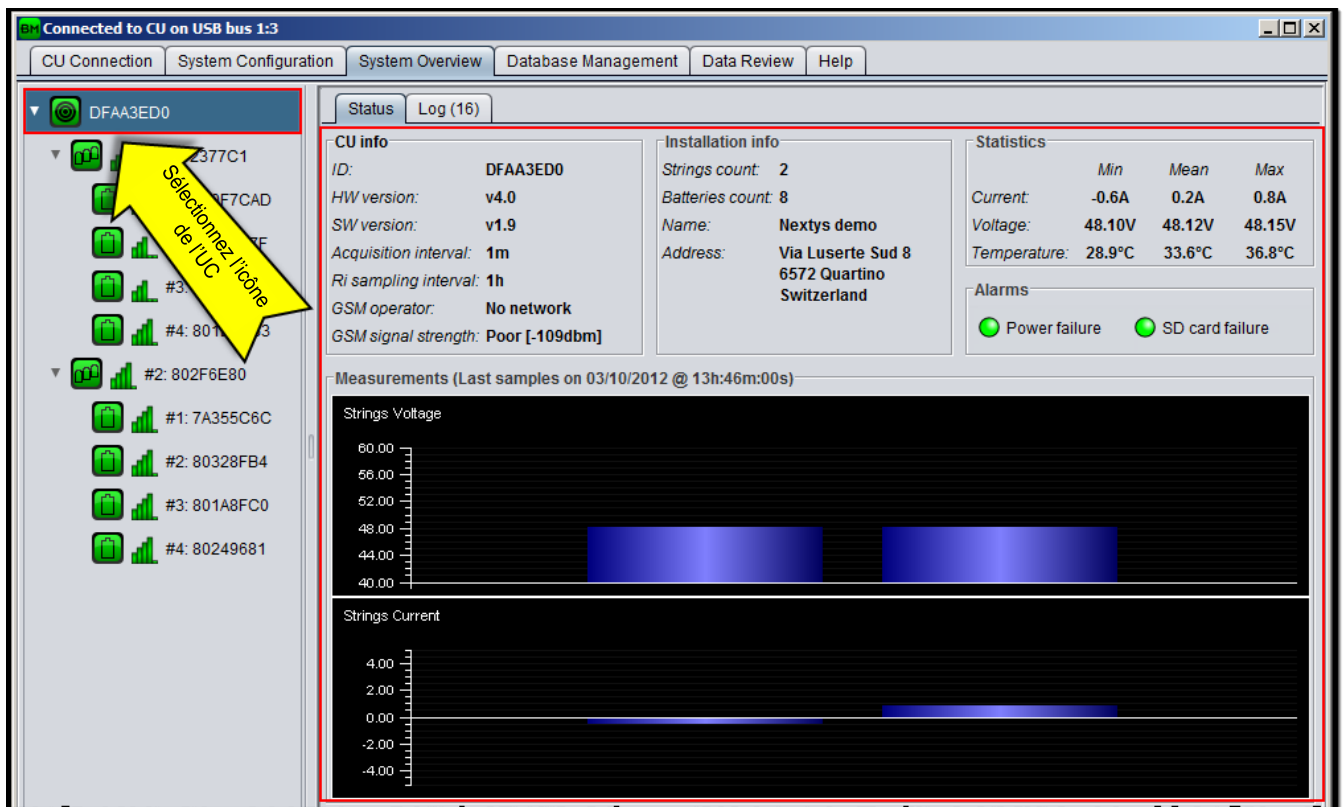 BM Connected to CU on USB bus 1:3
CU Connection System Configuration System Overview Database Management Data Review Help
DFAA3ED0
2377C1
F7CAD
#3:
#4: 801
#2: 802F6E80
#1: 7A355C6C
#2: 80328FB4
#3: 801A8FC0
#4: 80249681
Sélectionnez l'icône
de l'UC
Status Log (16)
CU info
ID: DFAA3ED0
HW version: v4.0
SW version: v1.9
Acquisition interval: 1m
Ri sampling interval: 1h
GSM operator: No network
GSM signal strength: Poor [-109dbm]
Installation info
Strings count: 2
Batteries count: 8
Name: Nextys demo
Address: Via Luserte Sud 8
6572 Quartino
Switzerland
Statistics
Min Mean Max
Current: -0.6A 0.2A 0.8A
Voltage: 48.10V 48.12V 48.15V
Temperature: 28.9°C 33.6°C 36.8°C
Alarms
Power failure SD card failure
Measurements (Last samples on 03/10/2012 @ 13h:46m:00s)
Strings Voltage
60.00
56.00
52.00
48.00
44.00
40.00
Strings Current
4.00
2.00
0.00
-2.00
-4.00